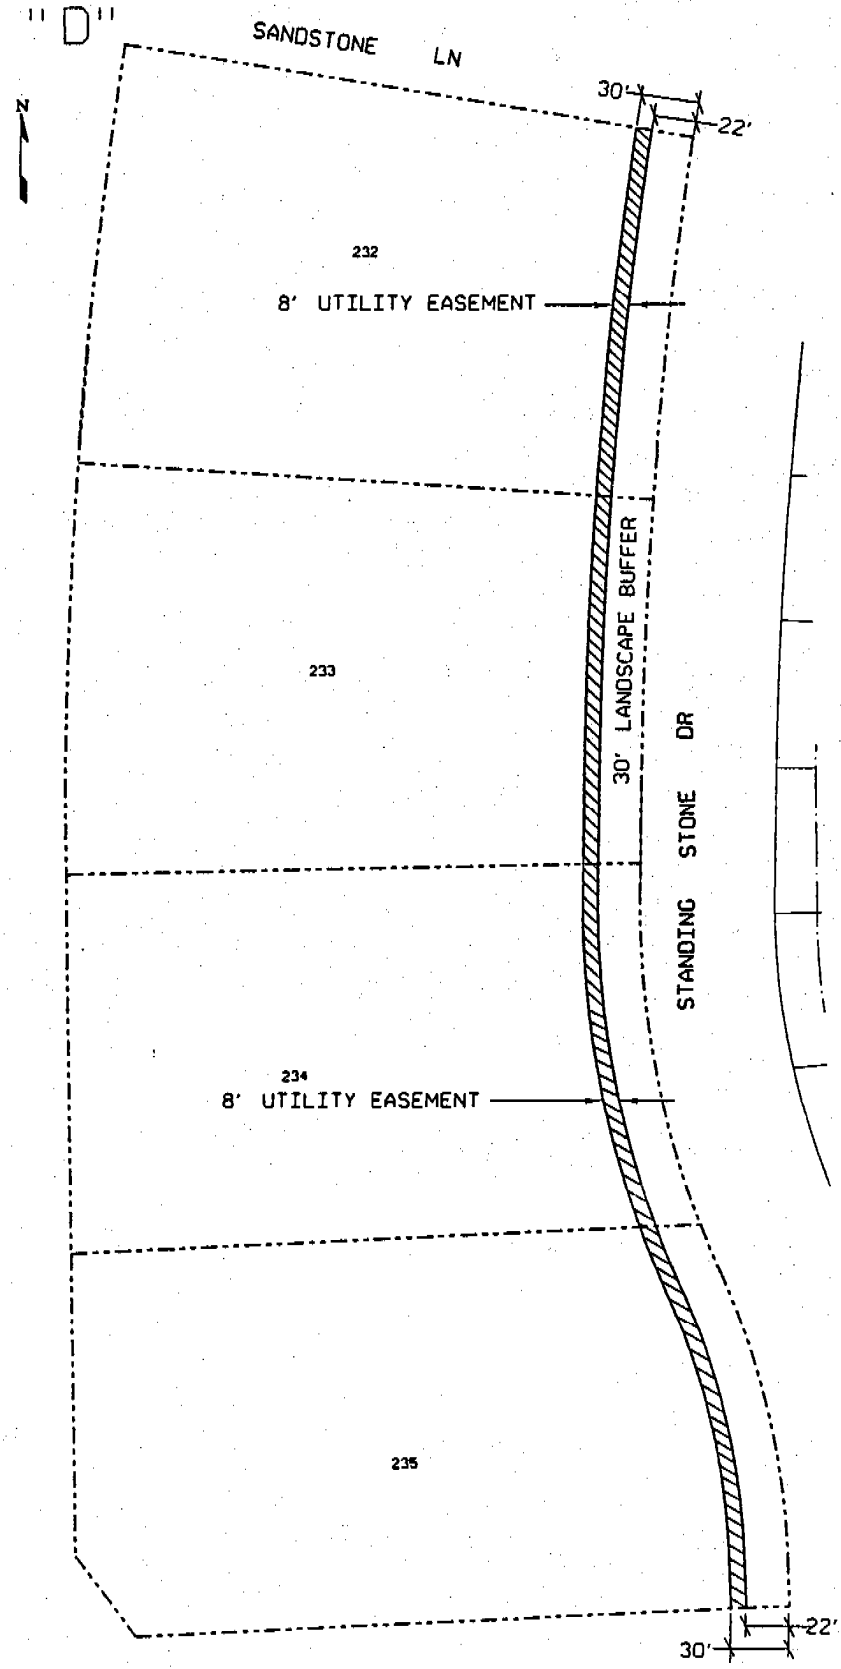 "D"
SANDSTONE LN
N
30'
22'
232
8' UTILITY EASEMENT
30' LANDSCAPE BUFFER
233
STANDING STONE DR
234
8' UTILITY EASEMENT
235
22'
30'